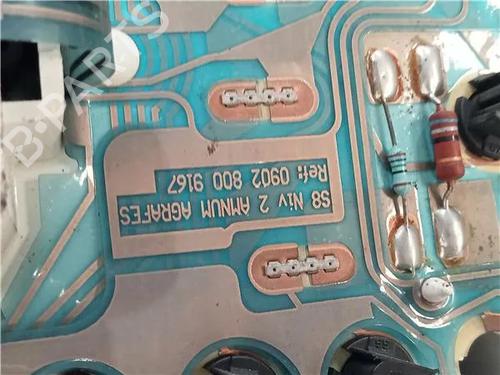 S8 Niv 2 AMNUM AGRAFES
Ref: 0902 800 9167
B-PARTS